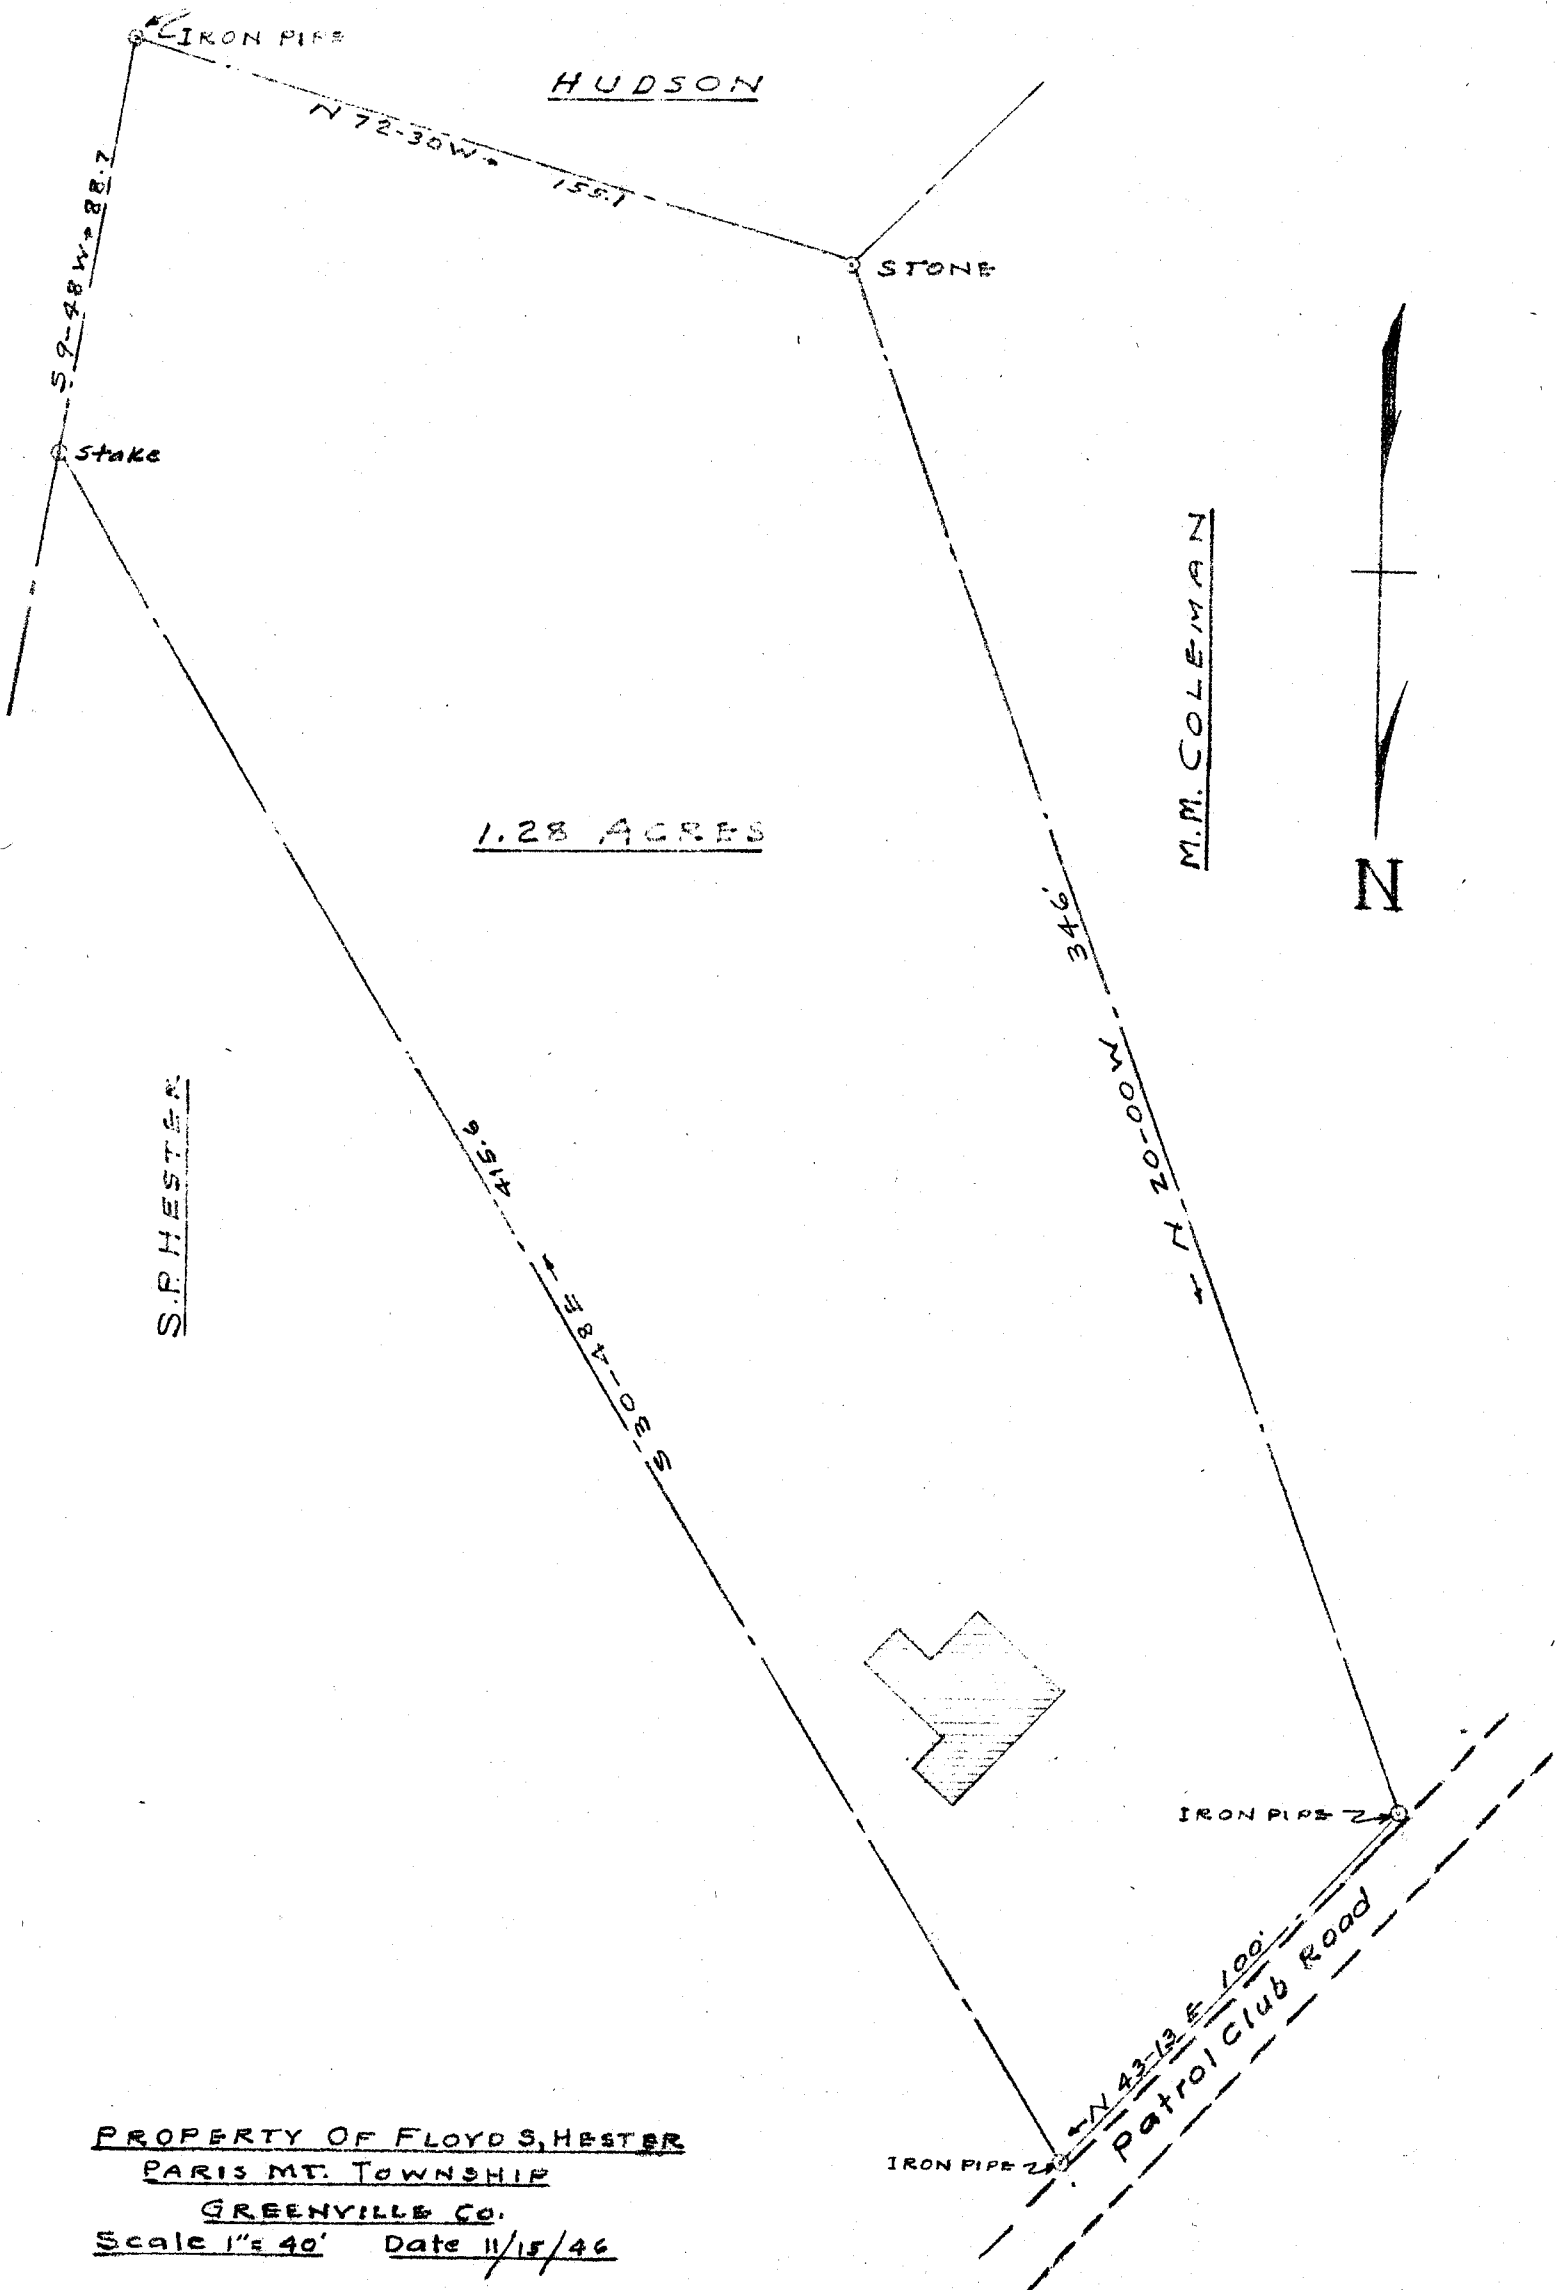 IRON PIPE
HUDSON
N 72-30 W
155.1
S 9-48 W 88.7
STONE
Stake
M.M. COLEMAN
1.28 ACRES
N
346'
N 20-00 W
S.P. HESTER
415.6
S 30-48 E
IRON PIPE
N 43-13 E 100'
Patrol Club Road
IRON PIPE
PROPERTY OF FLOYD S. HESTER
PARIS MT. TOWNSHIP
GREENVILLE CO.
Scale 1"= 40' Date 11/15/46